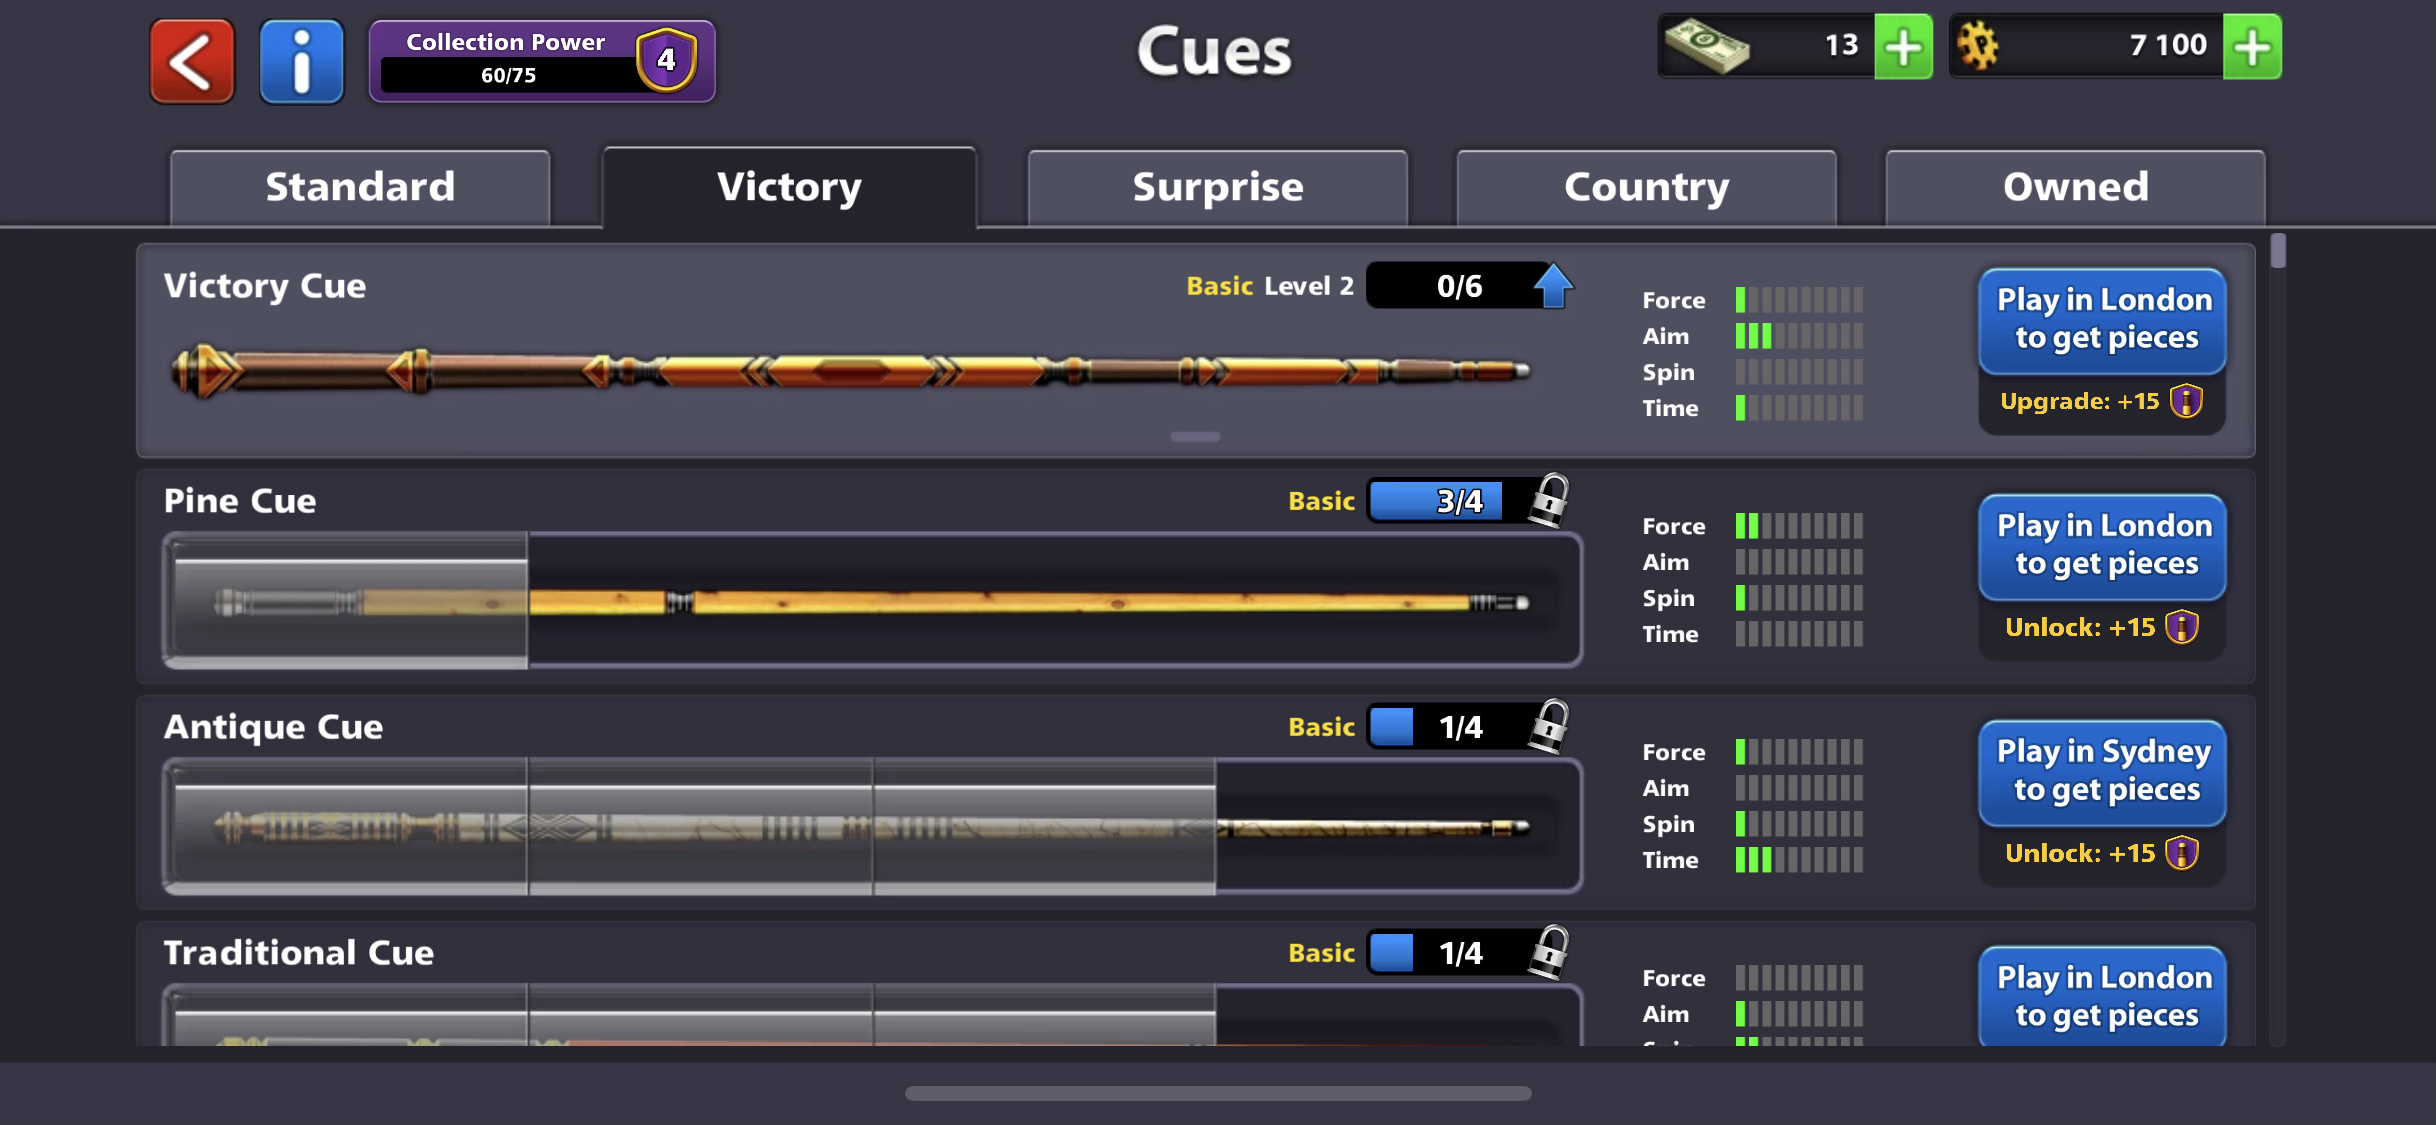 Collection Power
60/75
4
Cues
13
7 100
Standard
Victory
Surprise
Country
Owned
Victory Cue
Basic Level 2
0/6
Force
Aim
Spin
Time
Play in London
to get pieces
Upgrade: +15
Pine Cue
Basic
3/4
Force
Aim
Spin
Time
Play in London
to get pieces
Unlock: +15
Antique Cue
Basic
1/4
Force
Aim
Spin
Time
Play in Sydney
to get pieces
Unlock: +15
Traditional Cue
Basic
1/4
Force
Aim
Play in London
to get pieces